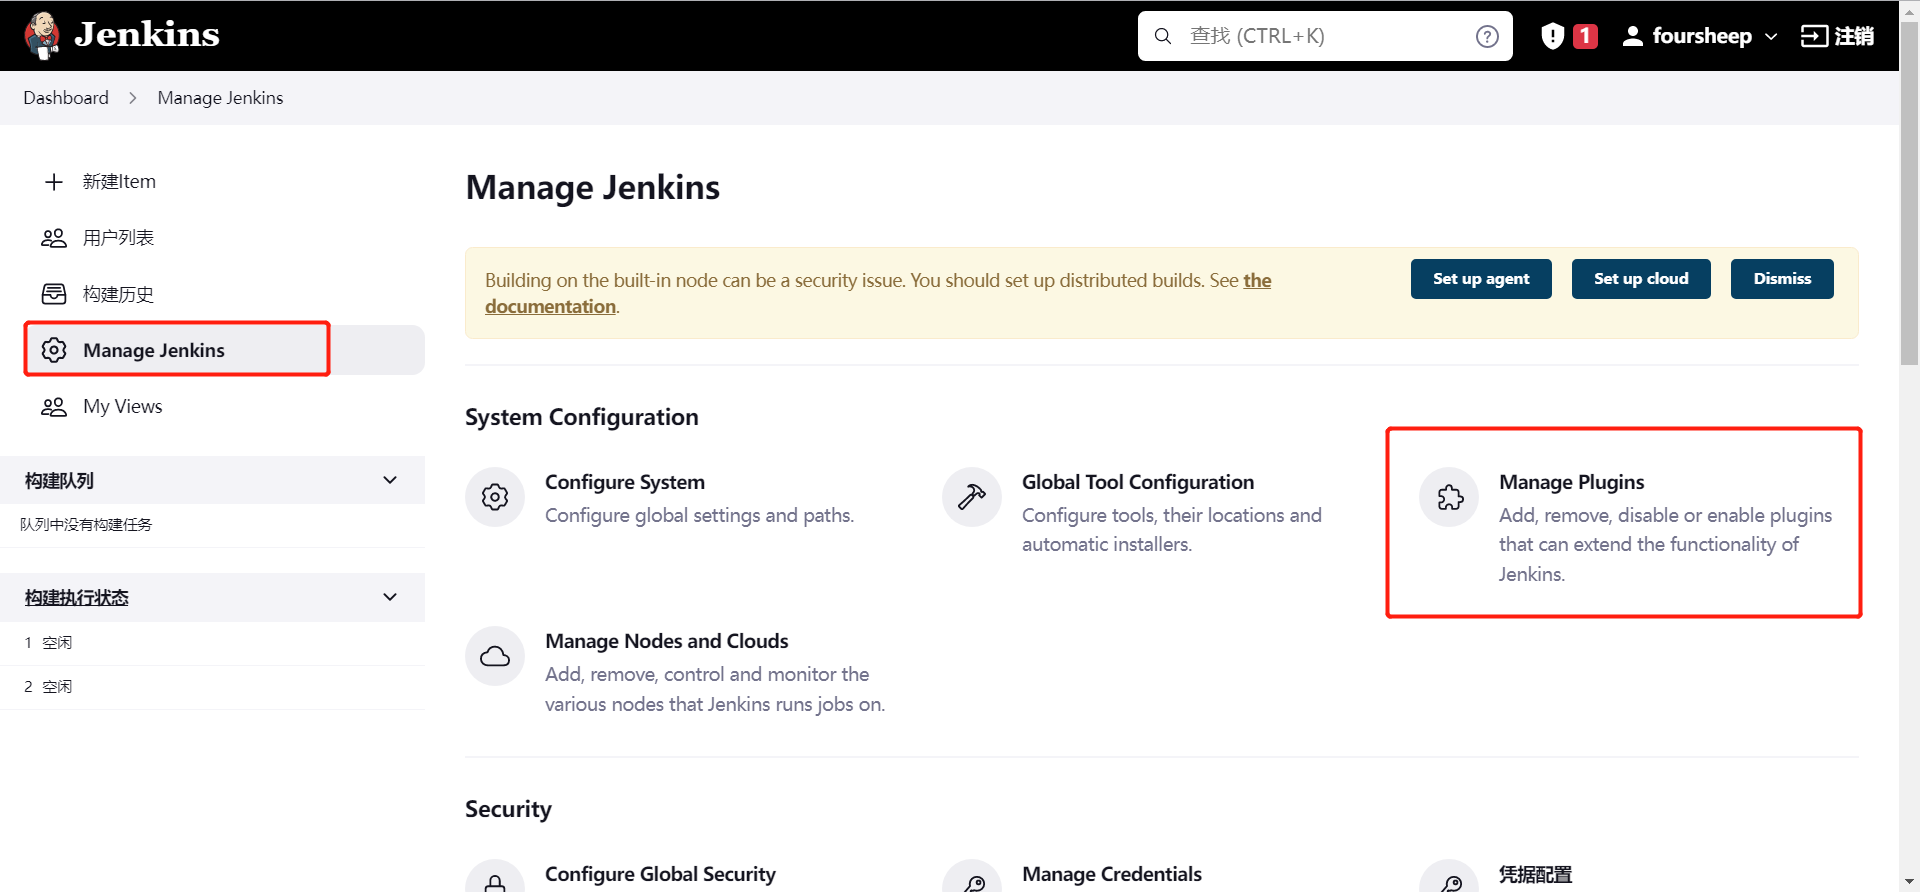 Jenkins
查找 (CTRL+K)
1
foursheep
注销
Dashboard
Manage Jenkins
新建Item
用户列表
构建历史
Manage Jenkins
My Views
构建队列
队列中没有构建任务
构建执行状态
1 空闲
2 空闲
Manage Jenkins
Building on the built-in node can be a security issue. You should set up distributed builds. See the
documentation.
Set up agent
Set up cloud
Dismiss
System Configuration
Configure System
Configure global settings and paths.
Global Tool Configuration
Configure tools, their locations and
automatic installers.
Manage Plugins
Add, remove, disable or enable plugins
that can extend the functionality of
Jenkins.
Manage Nodes and Clouds
Add, remove, control and monitor the
various nodes that Jenkins runs jobs on.
Security
Configure Global Security
Manage Credentials
凭据配置